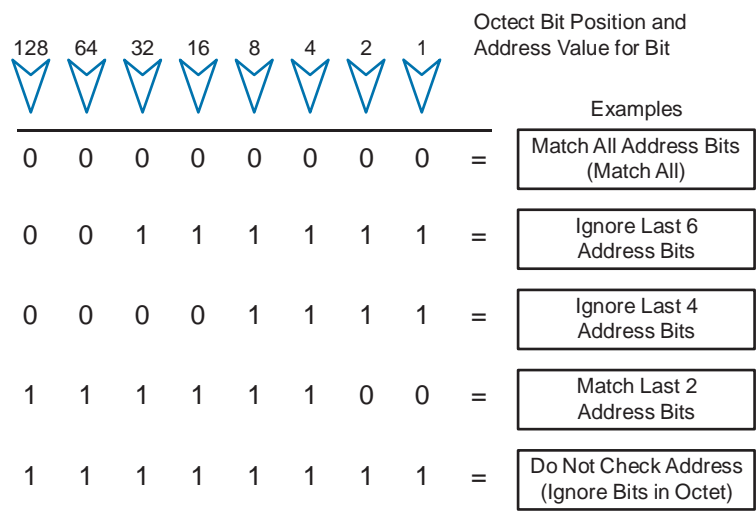 Octect Bit Position and
Address Value for Bit
128 64 32 16 8 4 2 1
Examples
0 0 0 0 0 0 0 0 = Match All Address Bits
(Match All)
0 0 1 1 1 1 1 1 = Ignore Last 6
Address Bits
0 0 0 0 1 1 1 1 = Ignore Last 4
Address Bits
1 1 1 1 1 1 0 0 = Match Last 2
Address Bits
1 1 1 1 1 1 1 1 = Do Not Check Address
(Ignore Bits in Octet)